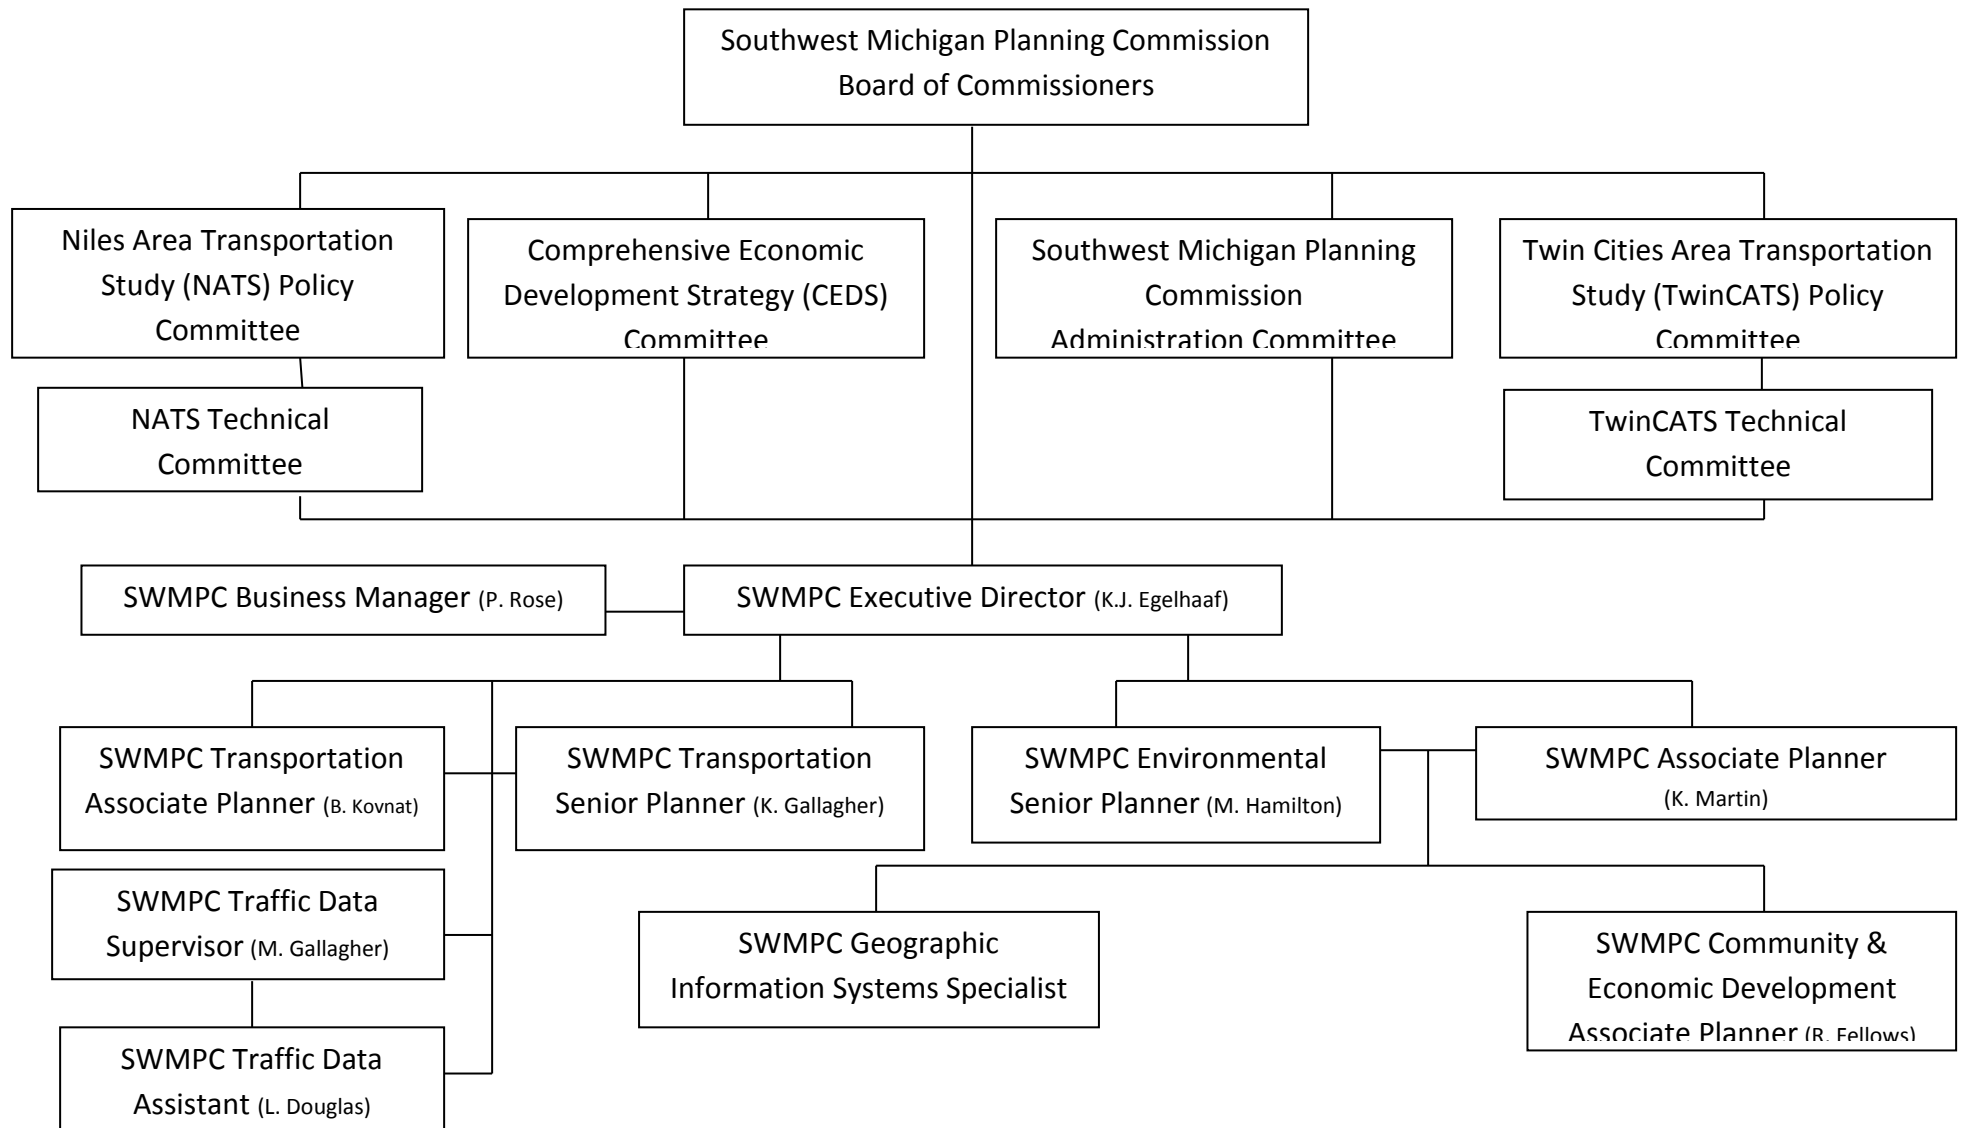 Southwest Michigan Planning Commission
Board of Commissioners
Niles Area Transportation
Study (NATS) Policy
Committee
Comprehensive Economic
Development Strategy (CEDS)
Committee
Southwest Michigan Planning
Commission
Administration Committee
Twin Cities Area Transportation
Study (TwinCATS) Policy
Committee
NATS Technical
Committee
TwinCATS Technical
Committee
SWMPC Business Manager (P. Rose)
SWMPC Executive Director (K.J. Egelhaaf)
SWMPC Transportation
Associate Planner (B. Kovnat)
SWMPC Transportation
Senior Planner (K. Gallagher)
SWMPC Environmental
Senior Planner (M. Hamilton)
SWMPC Associate Planner
(K. Martin)
SWMPC Traffic Data
Supervisor (M. Gallagher)
SWMPC Geographic
Information Systems Specialist
SWMPC Community &
Economic Development
Associate Planner (R. Fellows)
SWMPC Traffic Data
Assistant (L. Douglas)